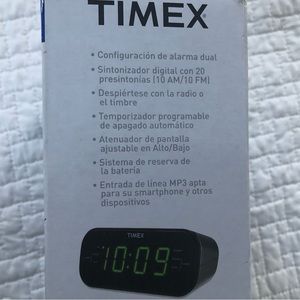 TIMEX
• Configuración de alarma dual
• Sintonizador digital con 20
presintonías (10 AM/10 FM)
• Despiértese con la radio o
el timbre
• Temporizador programable
de apagado automático
• Atenuador de pantalla
ajustable en Alto/Bajo
• Sistema de reserva de
la batería
• Entrada de línea MP3 apta
para su smartphone y otros
dispositivos
TIMEX
10:09